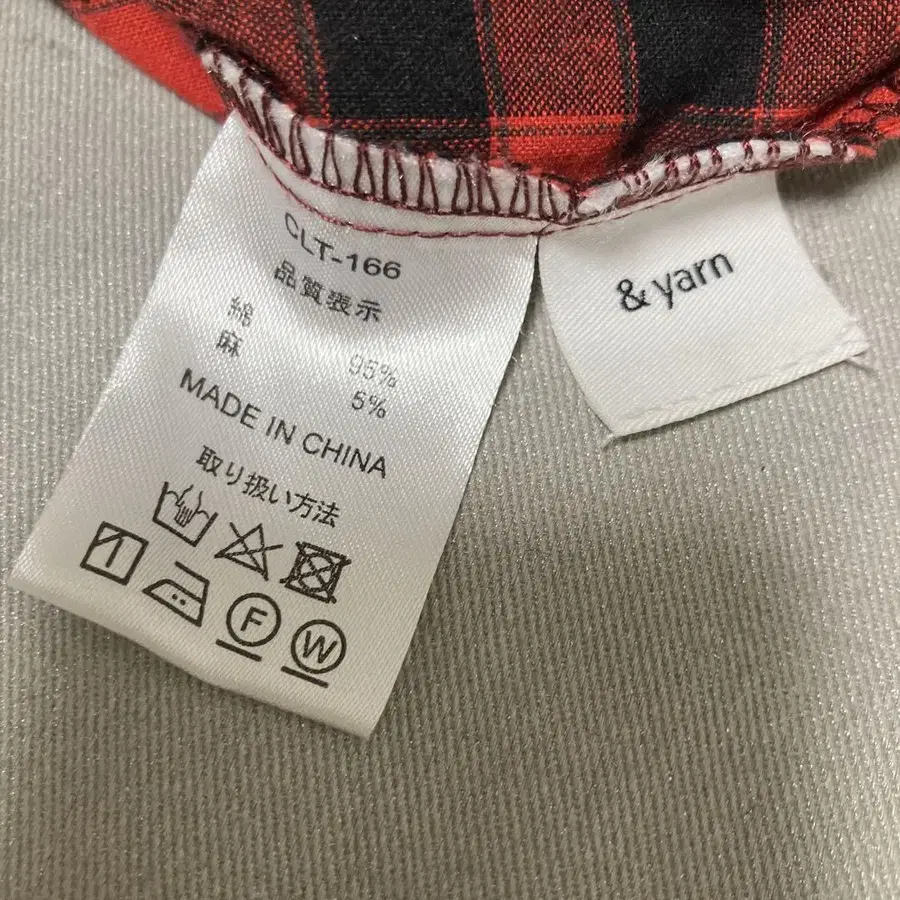 CLT-166
品質表示
綿 95%
麻 5%
MADE IN CHINA
取り扱い方法
F
W
& yarn